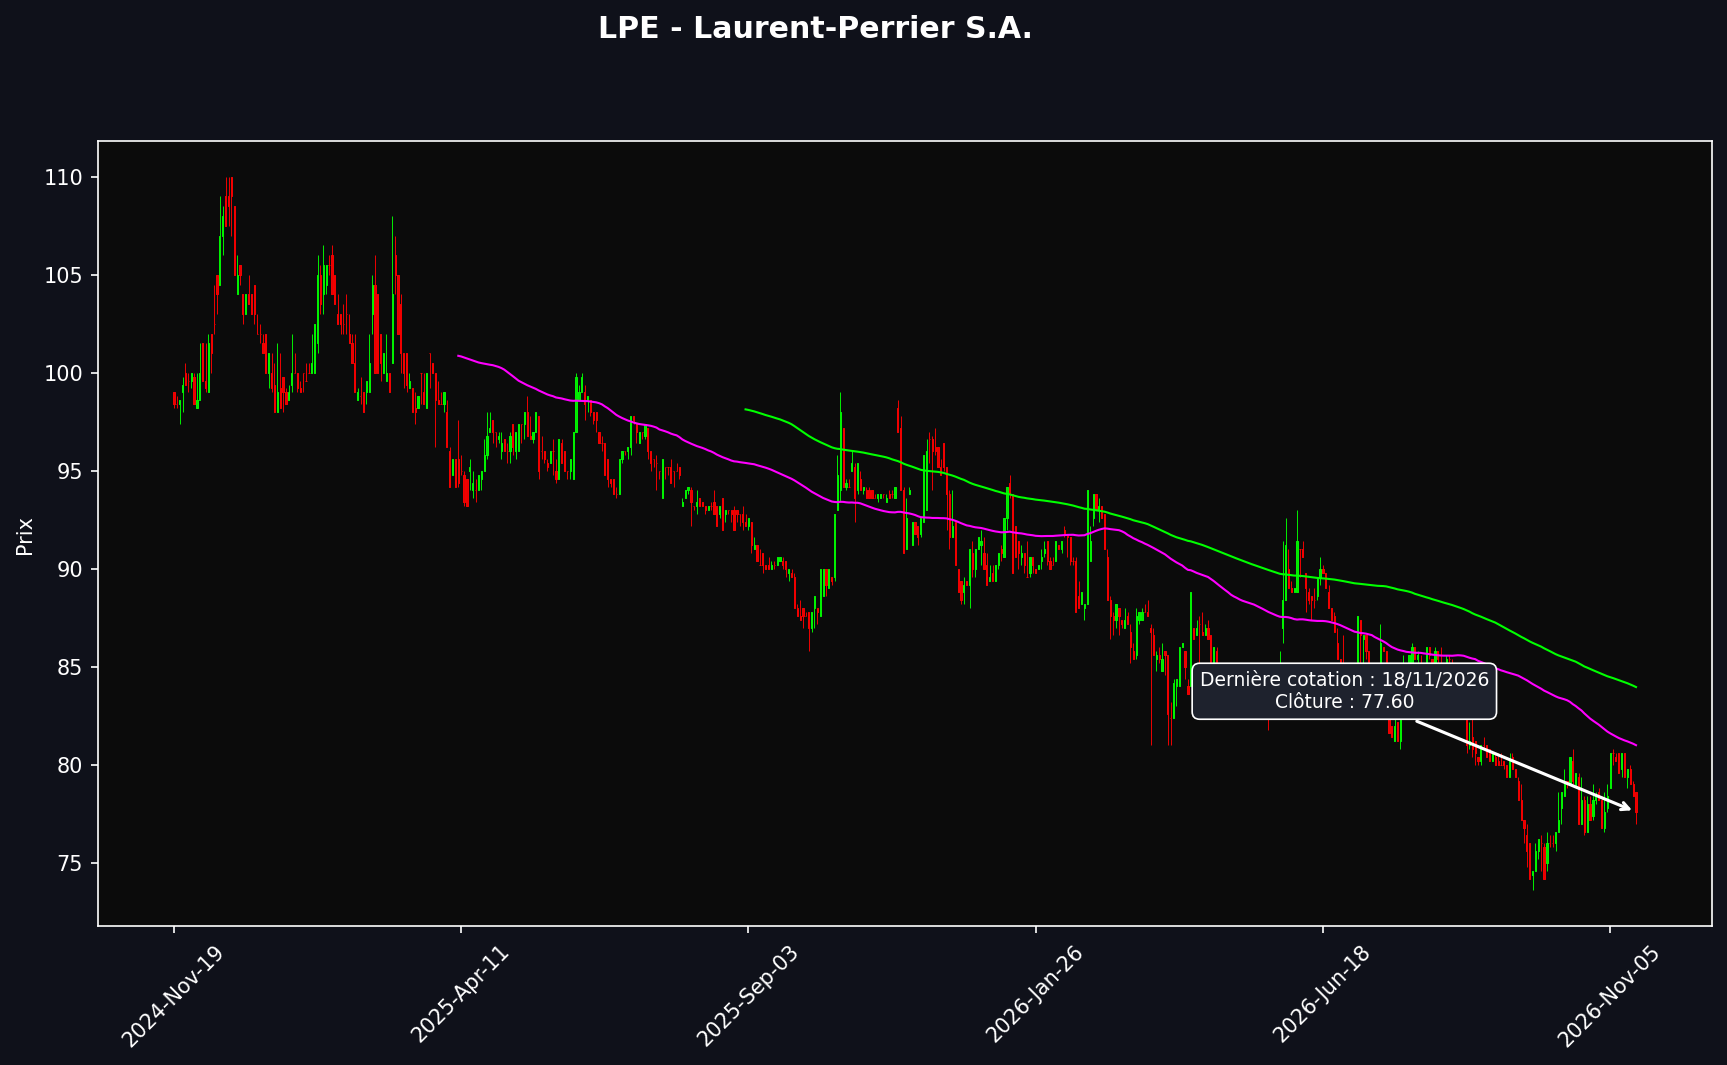 LPE - Laurent-Perrier S.A.
Prix
110
105
100
95
90
85
80
75
Dernière cotation : 18/11/2026
Clôture : 77.60
2024-Nov-19
2025-Apr-11
2025-Sep-03
2026-Jan-26
2026-Jun-18
2026-Nov-05